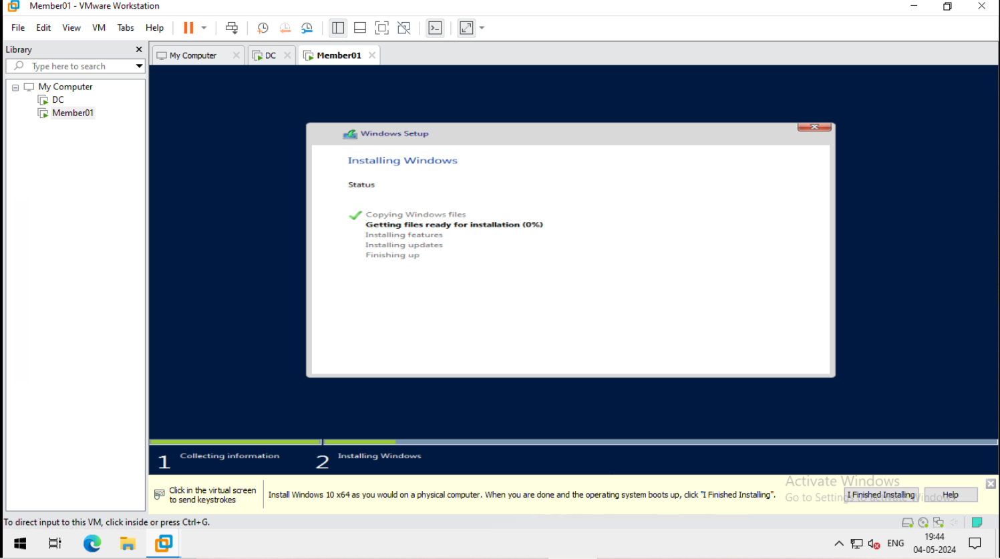 Member01 - VMware Workstation
File Edit View VM Tabs Help
Library
Type here to search
My Computer
DC
Member01
My Computer
DC
Member01
Windows Setup
Installing Windows
Status
Copying Windows files
Getting files ready for installation (0%)
Installing features
Installing updates
Finishing up
1 Collecting information
2 Installing Windows
Click in the virtual screen
to send keystrokes
Install Windows 10 x64 as you would on a physical computer. When you are done and the operating system boots up, click "I Finished Installing".
I Finished Installing
Help
Activate Windows
Go to Settings to activate Windows.
To direct input to this VM, click inside or press Ctrl+G.
ENG
19:44
04-05-2024